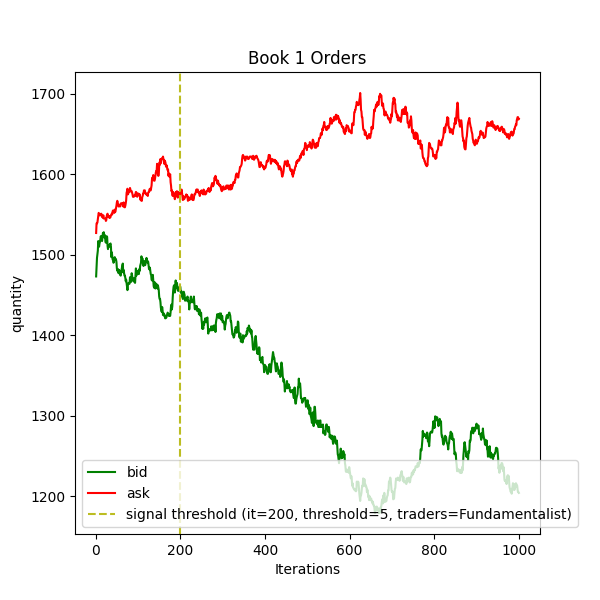 Book 1 Orders
1700
1600
1500
1400
1300
1200
quantity
bid
ask
signal threshold (it=200, threshold=5, traders=Fundamentalist)
0 200 400 600 800 1000
Iterations